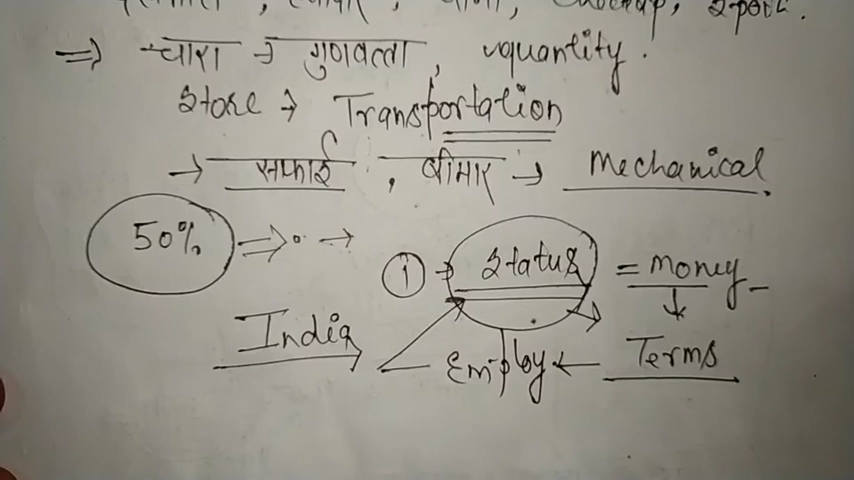 ⇒ चारा → गुणवत्ता, quantity.
Store → Transportation
→ सफाई, बीमार → Mechanical.
50% ⇒ • →
① → Status = money
India Employ ← Terms